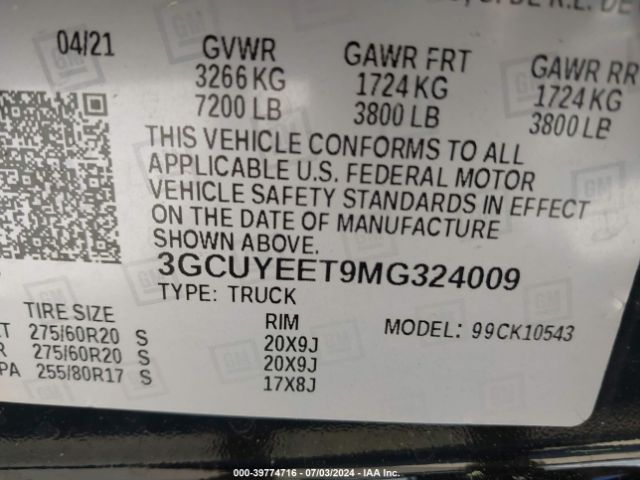 DE R.L. DE
04/21 GVWR GAWR FRT GAWR RR
3266 KG 1724 KG 1724 KG
7200 LB 3800 LB 3800 LB
THIS VEHICLE CONFORMS TO ALL
APPLICABLE U.S. FEDERAL MOTOR
VEHICLE SAFETY STANDARDS IN EFFECT
ON THE DATE OF MANUFACTURE
SHOWN ABOVE.
3GCUYEET9MG324009
TYPE: TRUCK
TIRE SIZE RIM MODEL: 99CK10543
T 275/60R20 S 20X9J
R 275/60R20 S 20X9J
PA 255/80R17 S 17X8J
000-39774716 - 07/03/2024 - IAA Inc.